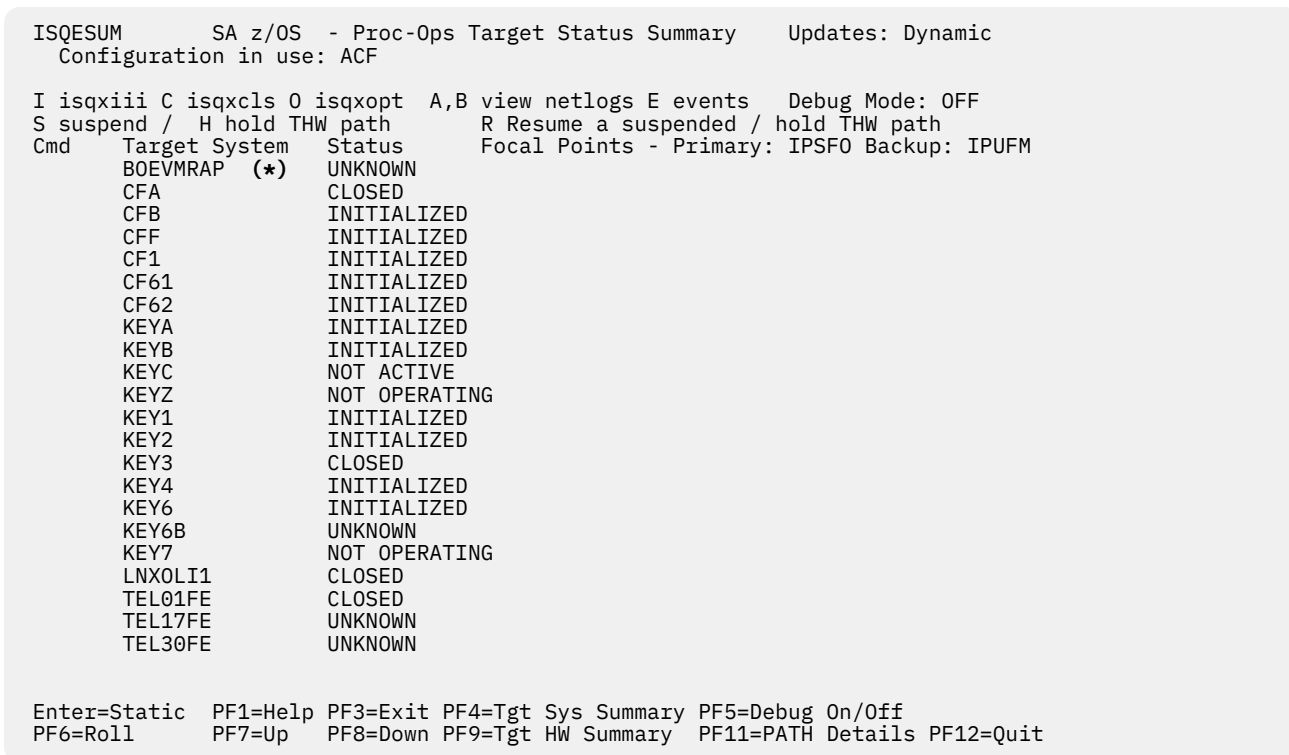 ISQESUM SA z/OS - Proc-Ops Target Status Summary Updates: Dynamic
Configuration in use: ACF
I isqxiii C isqxcls O isqxopt A,B view netlogs E events Debug Mode: OFF
S suspend / H hold THW path R Resume a suspended / hold THW path
Cmd Target System Status Focal Points - Primary: IPSFO Backup: IPUFM
BOEVMRAP (*) UNKNOWN
CFA CLOSED
CFB INITIALIZED
CFF INITIALIZED
CF1 INITIALIZED
CF61 INITIALIZED
CF62 INITIALIZED
KEYA INITIALIZED
KEYB INITIALIZED
KEYC NOT ACTIVE
KEYZ NOT OPERATING
KEY1 INITIALIZED
KEY2 INITIALIZED
KEY3 CLOSED
KEY4 INITIALIZED
KEY6 INITIALIZED
KEY6B UNKNOWN
KEY7 NOT OPERATING
LNXOLI1 CLOSED
TEL01FE CLOSED
TEL17FE UNKNOWN
TEL30FE UNKNOWN
Enter=Static PF1=Help PF3=Exit PF4=Tgt Sys Summary PF5=Debug On/Off
PF6=Roll PF7=Up PF8=Down PF9=Tgt HW Summary PF11=PATH Details PF12=Quit